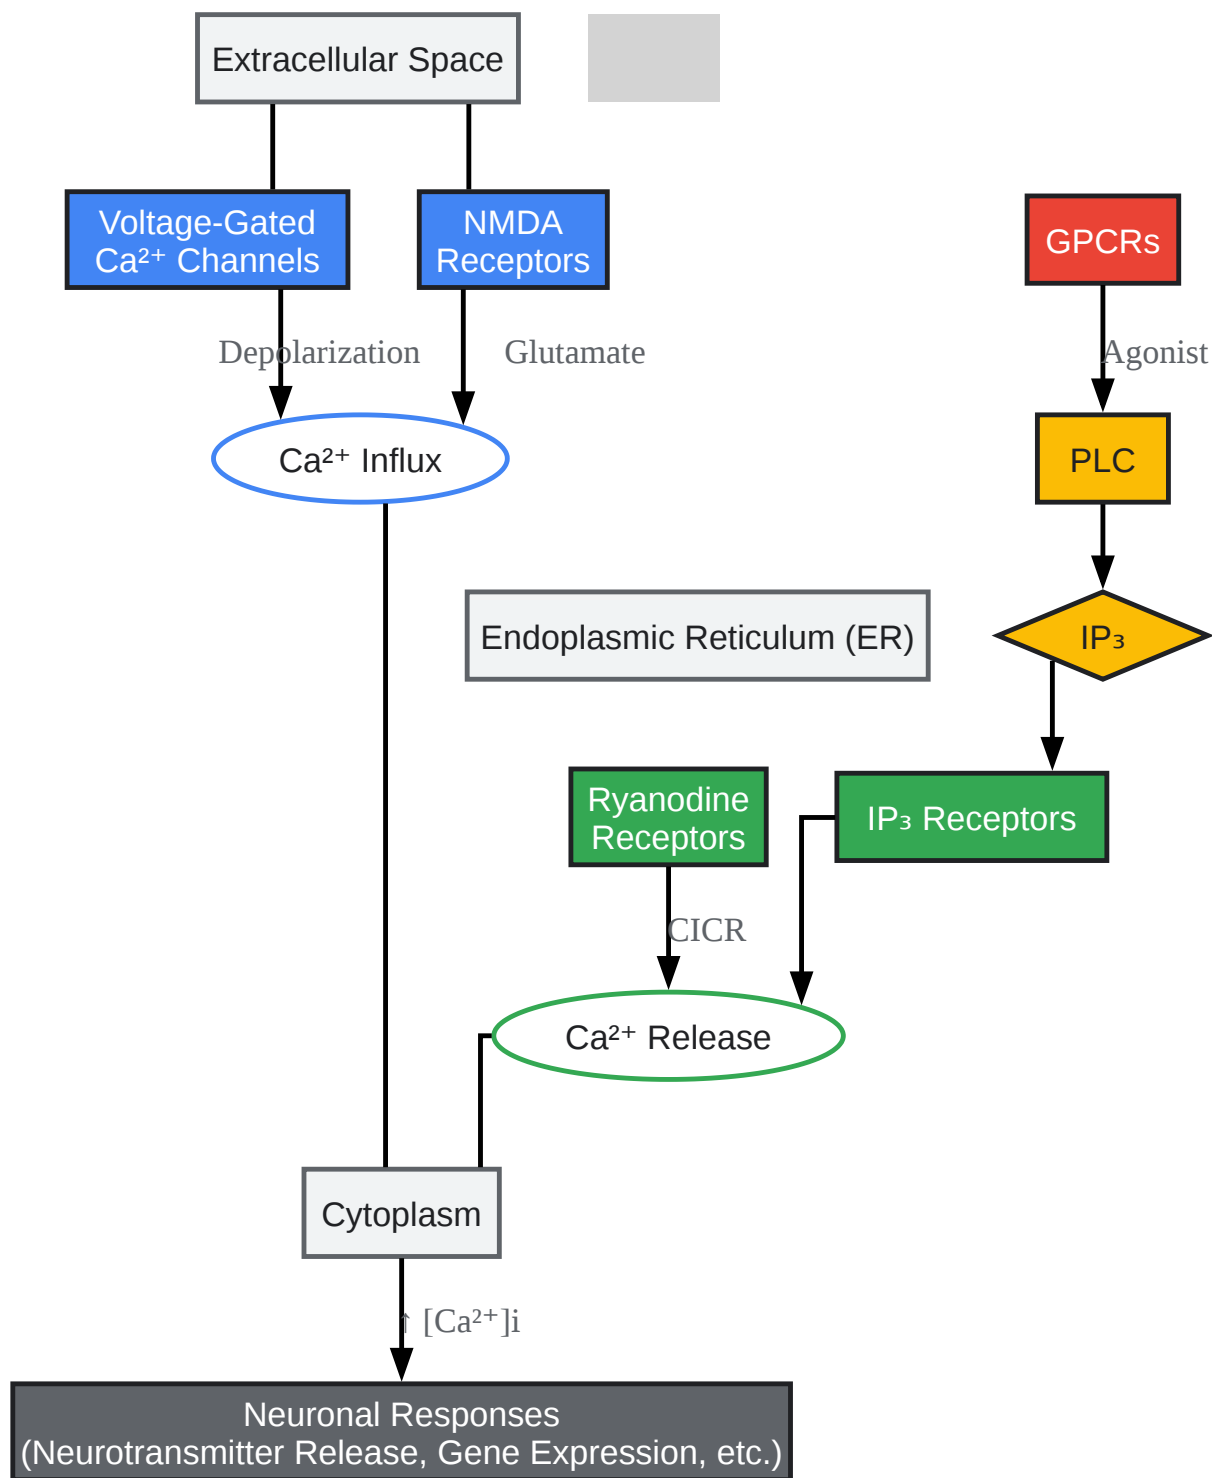 Extracellular Space
Voltage-Gated
Ca²⁺ Channels
NMDA
Receptors
GPCRs
Depolarization
Glutamate
Agonist
Ca²⁺ Influx
PLC
Endoplasmic Reticulum (ER)
IP₃
Ryanodine
Receptors
IP₃ Receptors
CICR
Ca²⁺ Release
Cytoplasm
↑ [Ca²⁺]i
Neuronal Responses
(Neurotransmitter Release, Gene Expression, etc.)